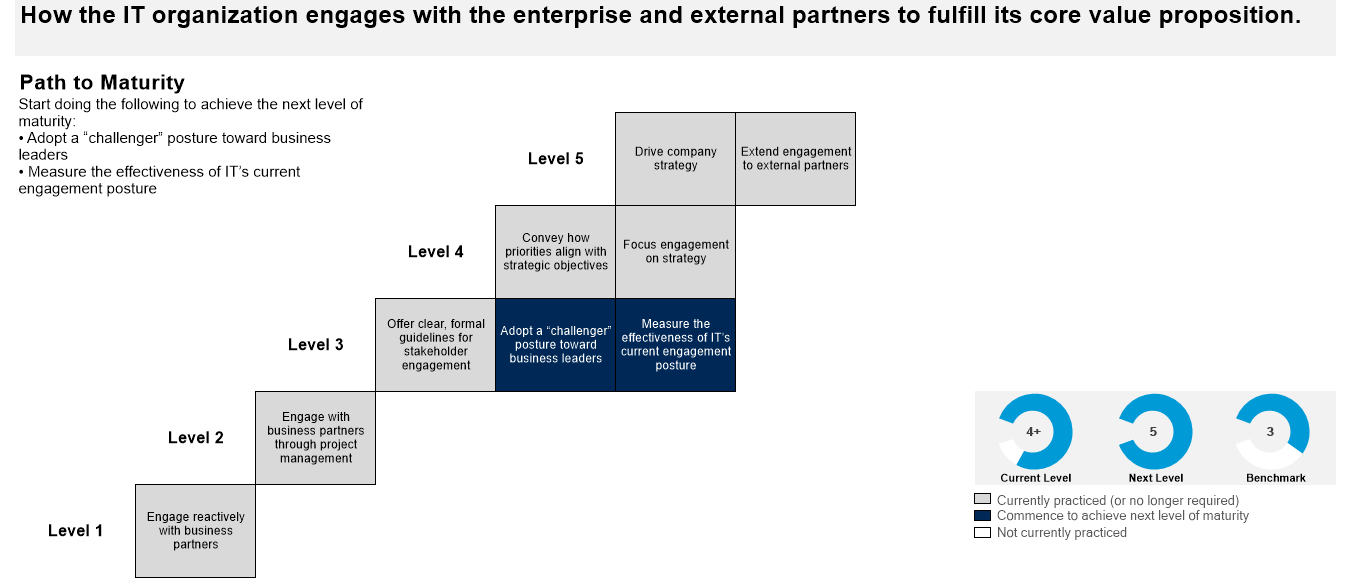 How the IT organization engages with the enterprise and external partners to fulfill its core value proposition.
Path to Maturity
Start doing the following to achieve the next level of
maturity:
• Adopt a “challenger” posture toward business
leaders
• Measure the effectiveness of IT’s current
engagement posture
Level 5
Drive company
strategy
Extend engagement
to external partners
Level 4
Convey how
priorities align with
strategic objectives
Focus engagement
on strategy
Level 3
Offer clear, formal
guidelines for
stakeholder
engagement
Adopt a “challenger”
posture toward
business leaders
Measure the
effectiveness of IT’s
current engagement
posture
Level 2
Engage with
business partners
through project
management
Level 1
Engage reactively
with business
partners
4+
Current Level
5
Next Level
3
Benchmark
Currently practiced (or no longer required)
Commence to achieve next level of maturity
Not currently practiced